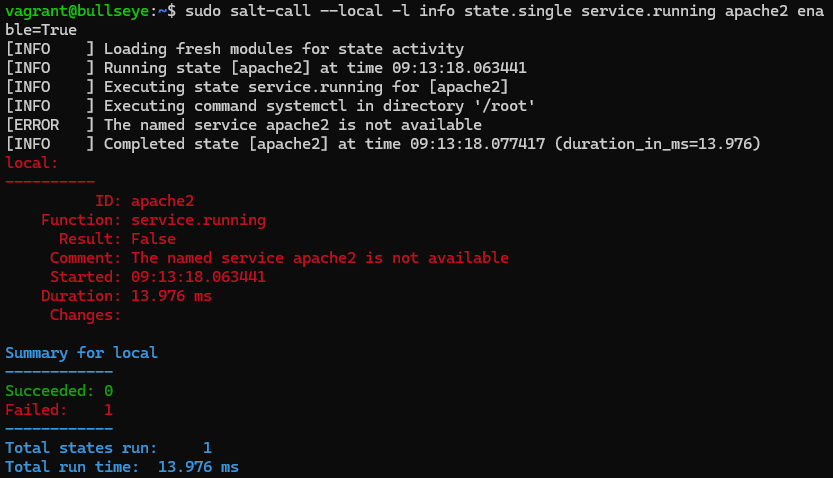 vagrant@bullseye:~$ sudo salt-call --local -l info state.single service.running apache2 ena
ble=True
[INFO    ] Loading fresh modules for state activity
[INFO    ] Running state [apache2] at time 09:13:18.063441
[INFO    ] Executing state service.running for [apache2]
[INFO    ] Executing command systemctl in directory '/root'
[ERROR   ] The named service apache2 is not available
[INFO    ] Completed state [apache2] at time 09:13:18.077417 (duration_in_ms=13.976)
local:
----------
          ID: apache2
    Function: service.running
      Result: False
     Comment: The named service apache2 is not available
     Started: 09:13:18.063441
    Duration: 13.976 ms
     Changes:

Summary for local
------------
Succeeded: 0
Failed:    1
------------
Total states run:     1
Total run time:  13.976 ms